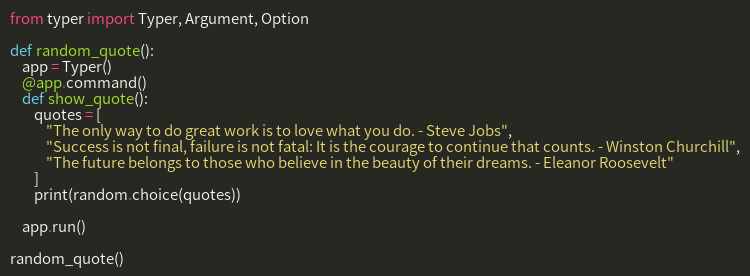 from typer import Typer, Argument, Option

def random_quote():
    app = Typer()
    @app.command()
    def show_quote():
        quotes = [
            "The only way to do great work is to love what you do. - Steve Jobs",
            "Success is not final, failure is not fatal: It is the courage to continue that counts. - Winston Churchill",
            "The future belongs to those who believe in the beauty of their dreams. - Eleanor Roosevelt"
        ]
        print(random.choice(quotes))

    app.run()

random_quote()